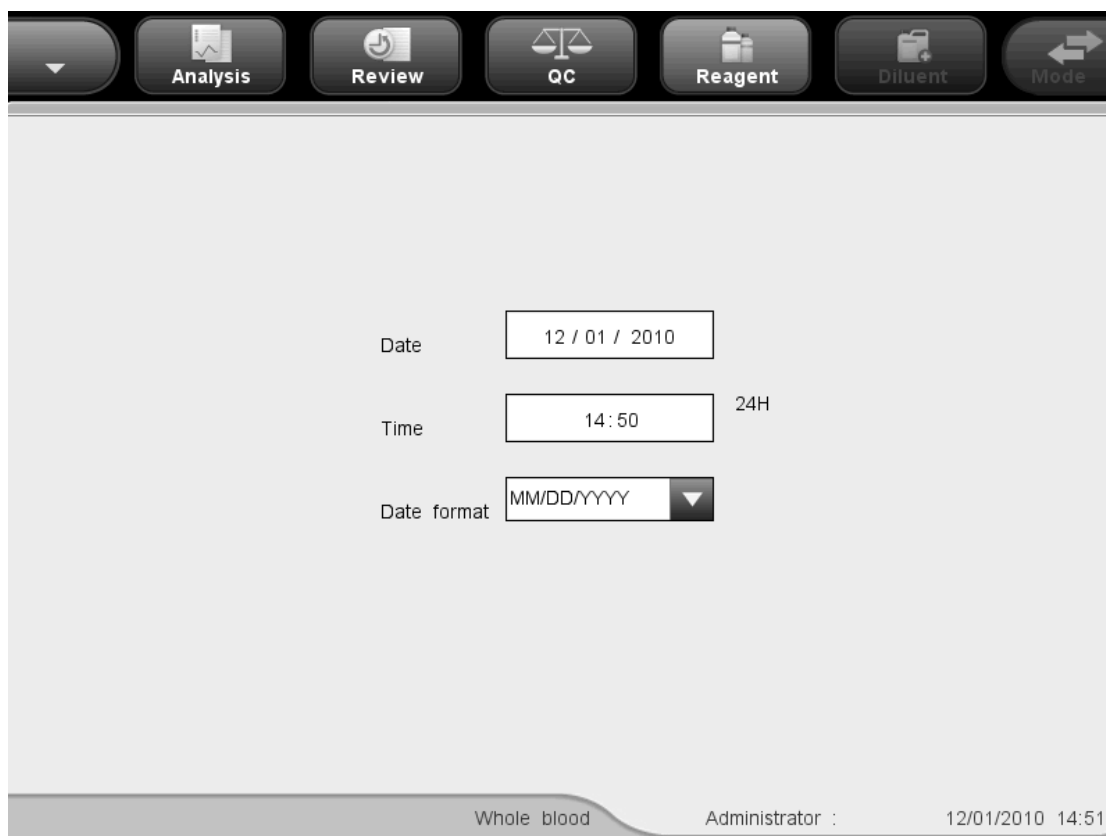 Analysis Review QC Reagent Diluent Mode
Date 12 / 01 / 2010
Time 14:50 24H
Date format MM/DD/YYYY
Whole blood Administrator : 12/01/2010 14:51